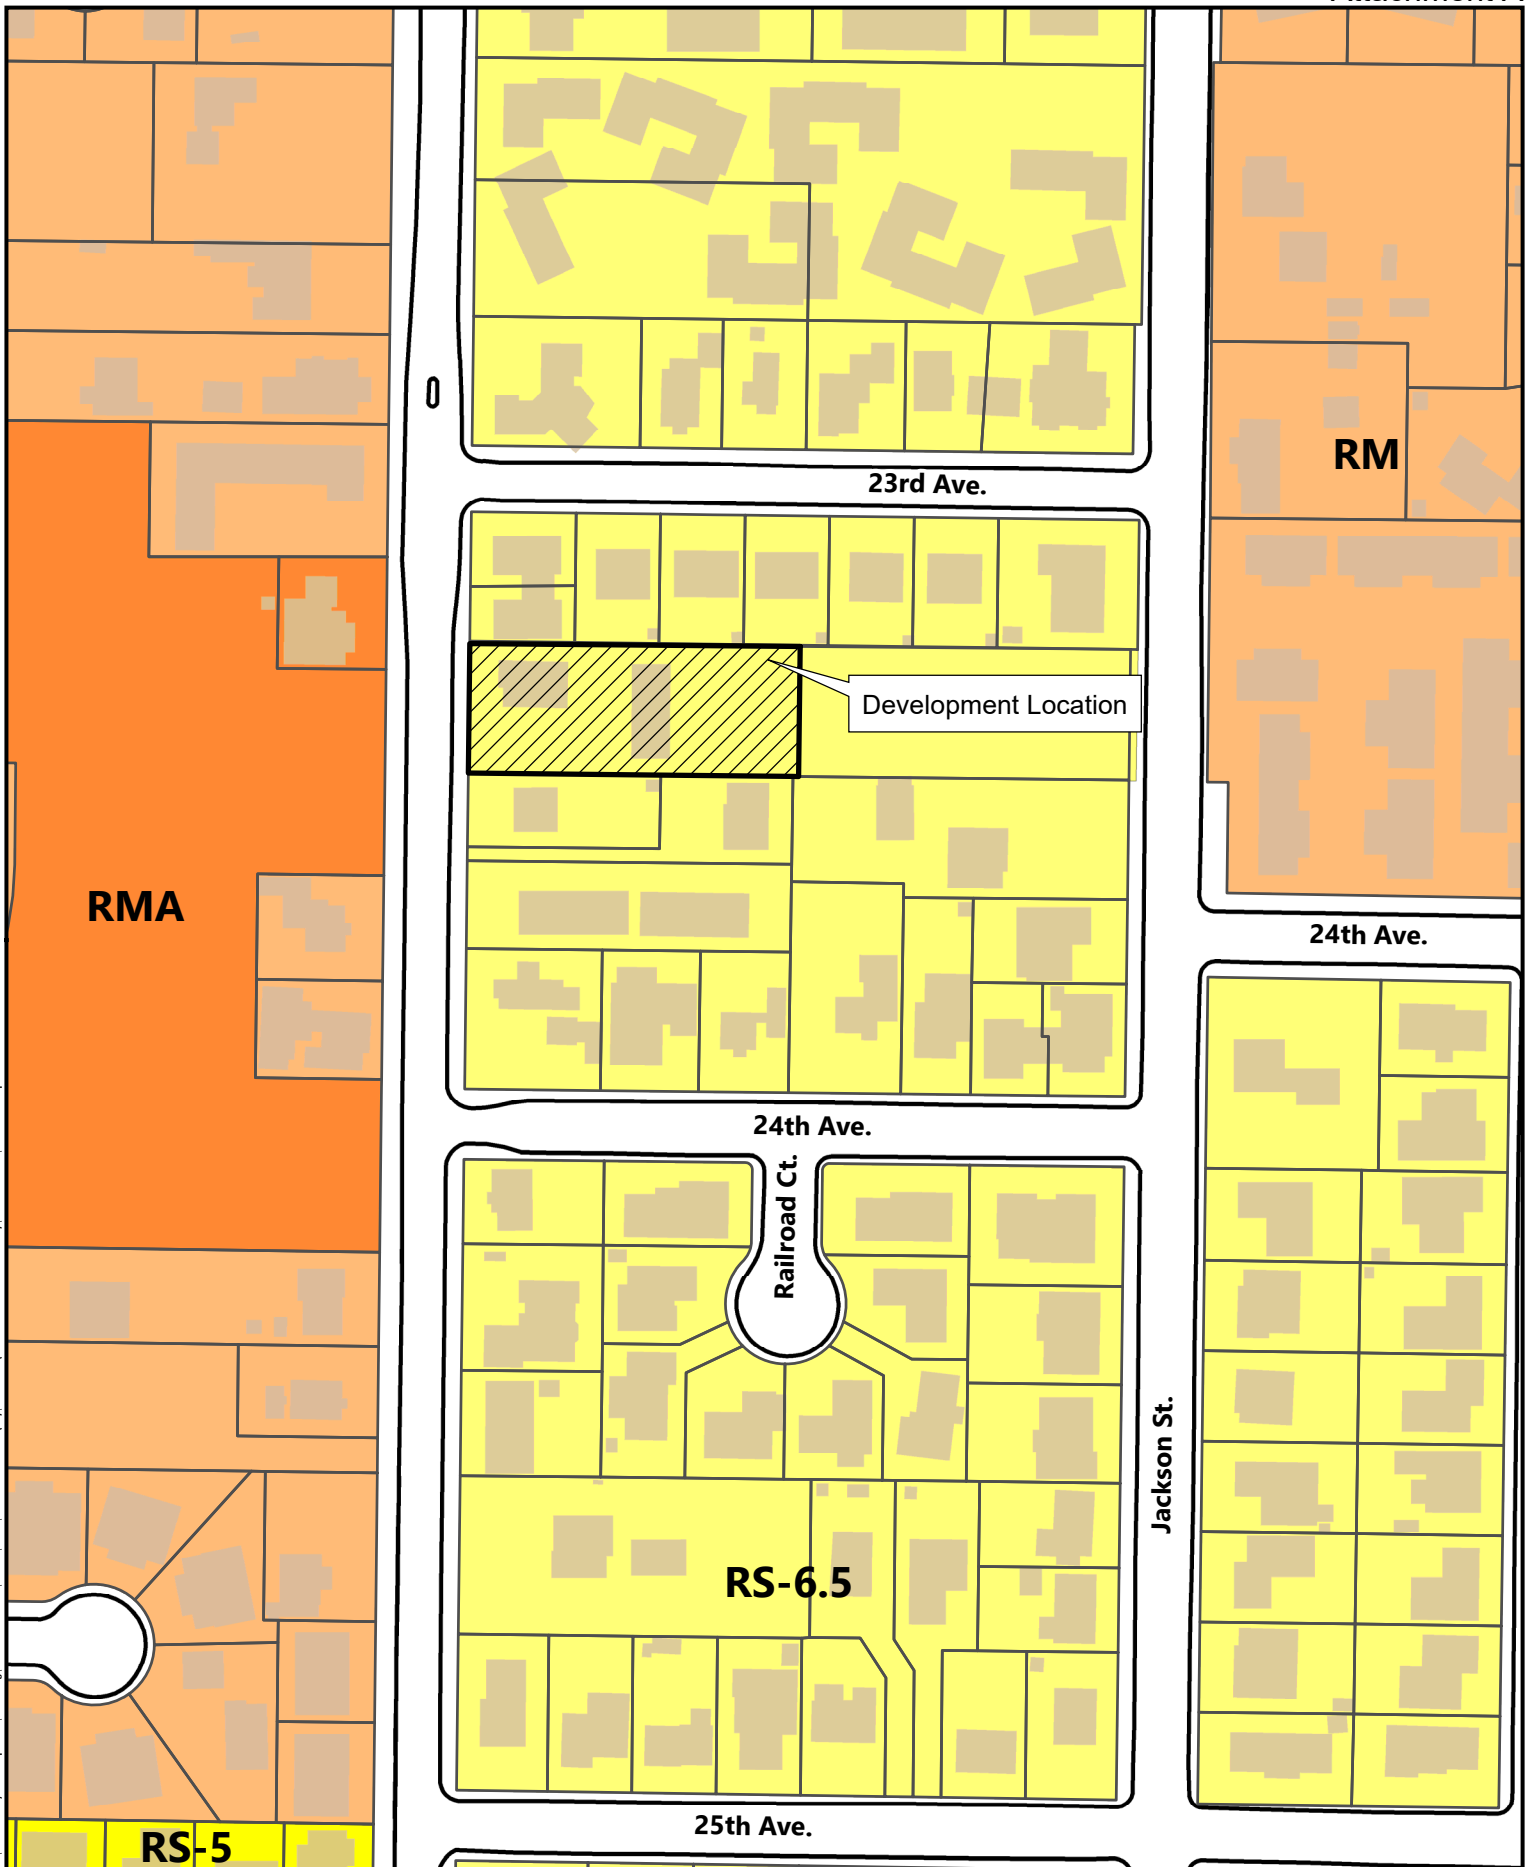 23rd Ave.
RM
Development Location
RMA
24th Ave.
24th Ave.
Railroad Ct.
Jackson St.
RS-6.5
25th Ave.
RS-5